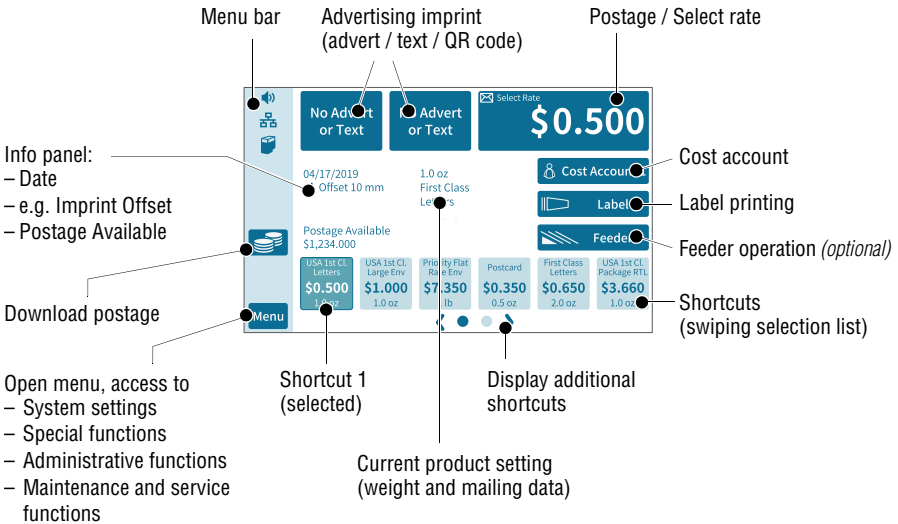 Menu bar
Advertising imprint
(advert / text / QR code)
Postage / Select rate
No Advert
or Text
No Advert
or Text
Select Rate
$0.500
Info panel:
– Date
– e.g. Imprint Offset
– Postage Available
04/17/2019
Offset 10 mm
1.0 oz
First Class
Letters
Cost Account
Cost account
Label
Label printing
Feeder
Feeder operation (optional)
Postage Available
$1,234.000
USA 1st Cl.
Letters
$0.500
1.0 oz
USA 1st Cl.
Large Env
$1.000
1.0 oz
Priority Flat
Rate Env
$7.350
lb
Postcard
$0.350
0.5 oz
First Class
Letters
$0.650
2.0 oz
USA 1st Cl.
Package RTL
$3.660
1.0 oz
Shortcuts
(swiping selection list)
Download postage
Menu
Open menu, access to
– System settings
– Special functions
– Administrative functions
– Maintenance and service
functions
Shortcut 1
(selected)
Display additional
shortcuts
Current product setting
(weight and mailing data)